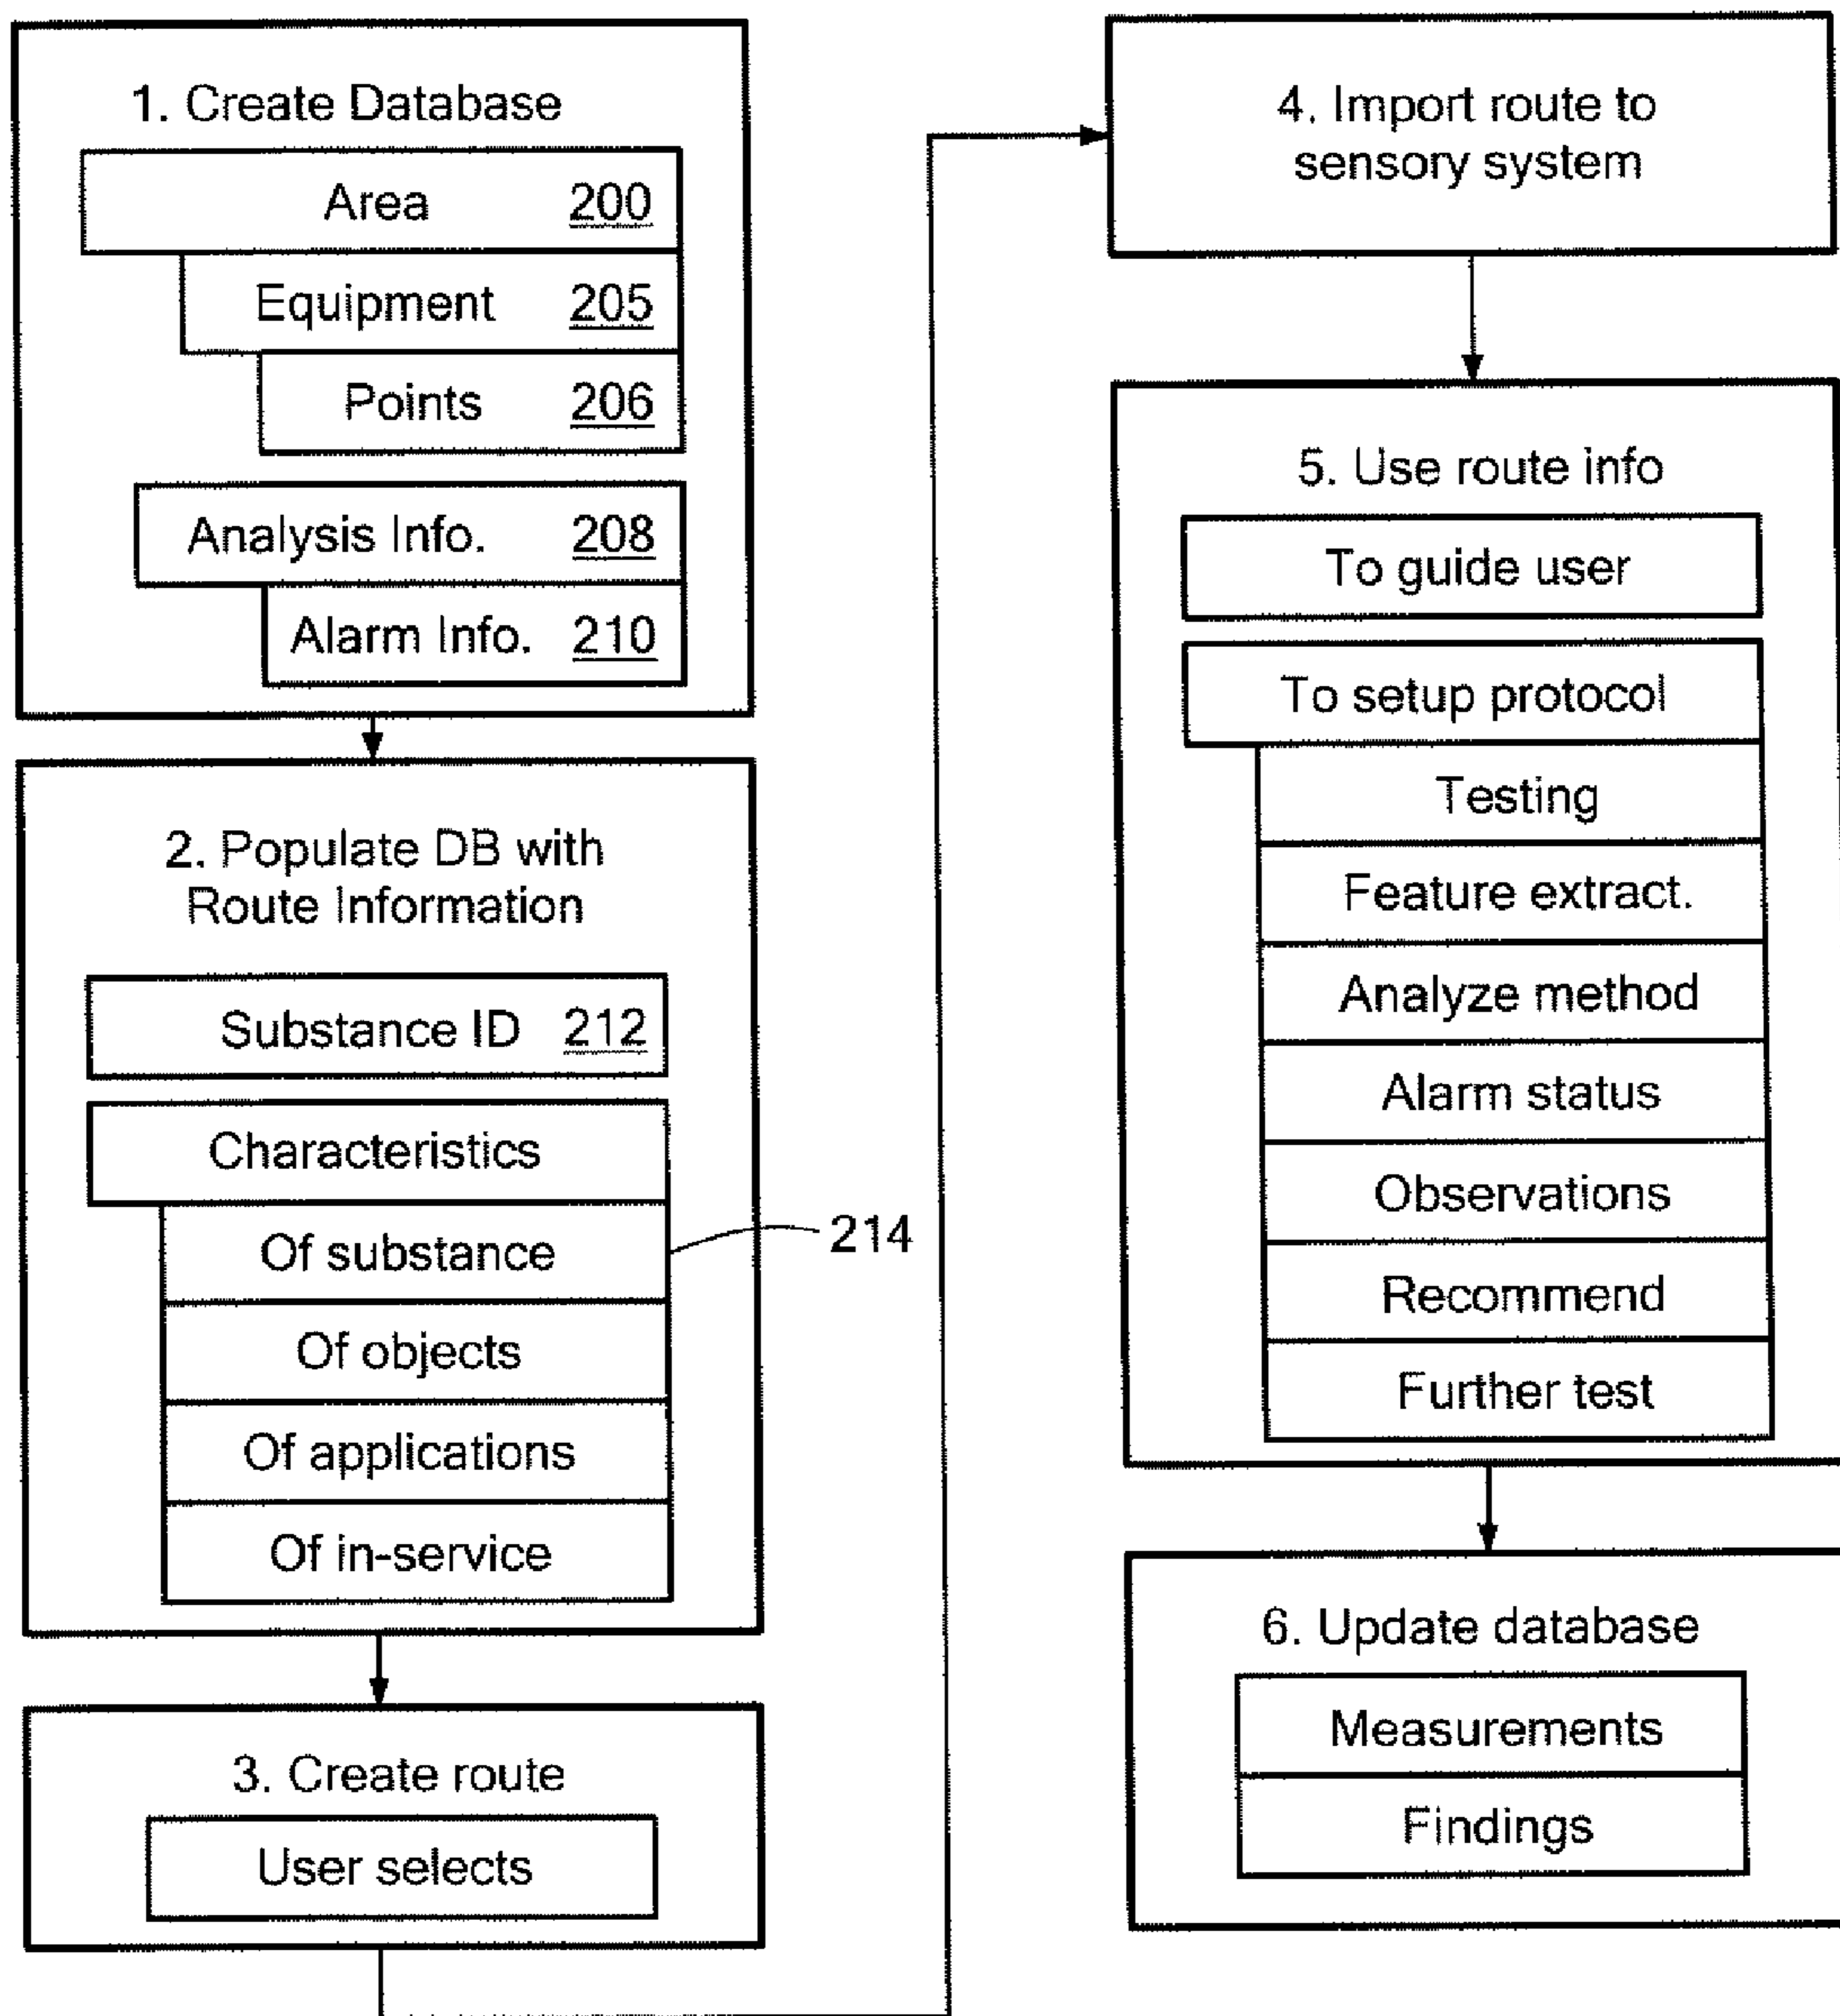 1. Create Database
Area 200
Equipment 205
Points 206
Analysis Info. 208
Alarm Info. 210
2. Populate DB with
Route Information
Substance ID 212
Characteristics
Of substance
214
Of objects
Of applications
Of in-service
3. Create route
User selects
4. Import route to
sensory system
5. Use route info
To guide user
To setup protocol
Testing
Feature extract.
Analyze method
Alarm status
Observations
Recommend
Further test
6. Update database
Measurements
Findings